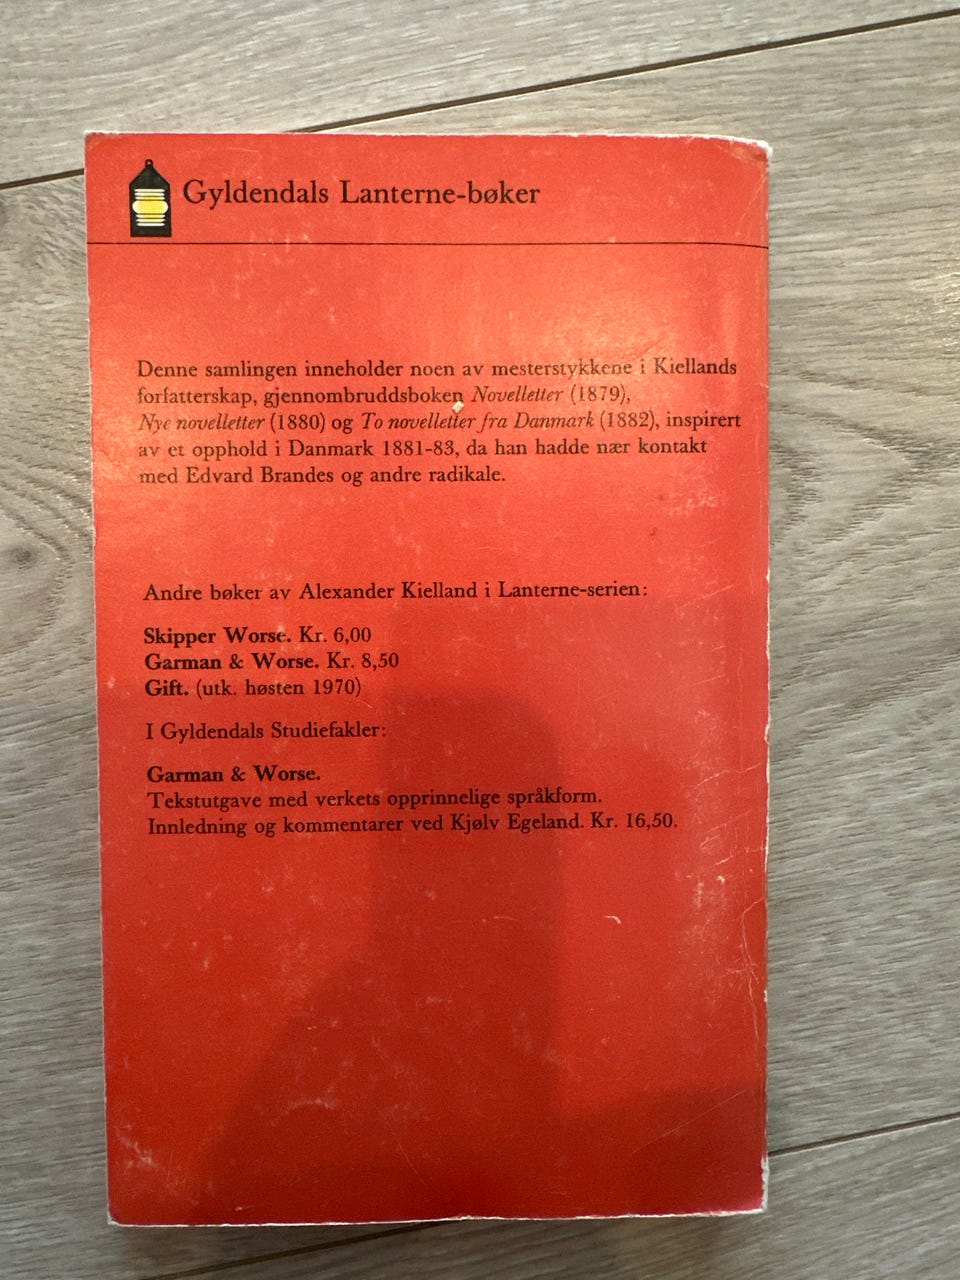 Gyldendals Lanterne-bøker
Denne samlingen inneholder noen av mesterstykkene i Kiellands
forfatterskap, gjennombruddsboken Novelletter (1879),
Nye novelletter (1880) og To novelletter fra Danmark (1882), inspirert
av et opphold i Danmark 1881-83, da han hadde nær kontakt
med Edvard Brandes og andre radikale.
Andre bøker av Alexander Kielland i Lanterne-serien:
Skipper Worse. Kr. 6,00
Garman & Worse. Kr. 8,50
Gift. (utk. høsten 1970)
I Gyldendals Studiefakler:
Garman & Worse.
Tekstutgave med verkets opprinnelige språkform.
Innledning og kommentarer ved Kjølv Egeland. Kr. 16,50.